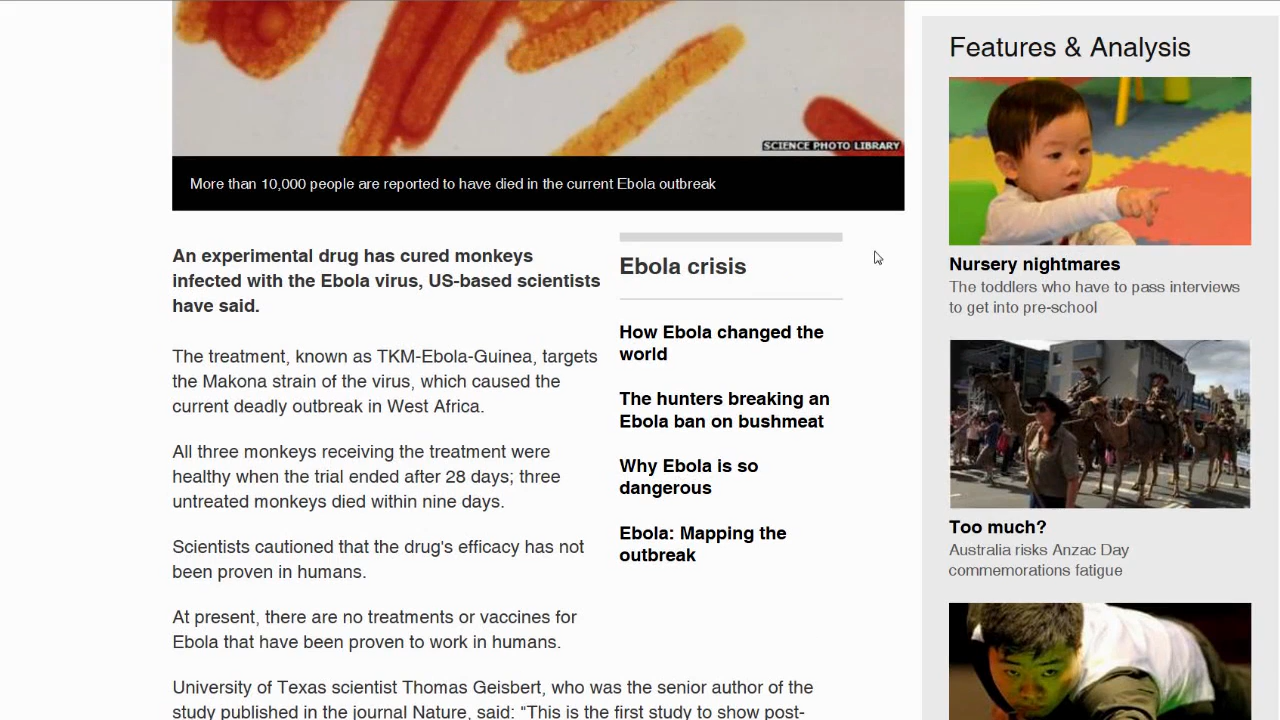 SCIENCE PHOTO LIBRARY
More than 10,000 people are reported to have died in the current Ebola outbreak
An experimental drug has cured monkeys
infected with the Ebola virus, US-based scientists
have said.
The treatment, known as TKM-Ebola-Guinea, targets
the Makona strain of the virus, which caused the
current deadly outbreak in West Africa.
All three monkeys receiving the treatment were
healthy when the trial ended after 28 days; three
untreated monkeys died within nine days.
Scientists cautioned that the drug's efficacy has not
been proven in humans.
At present, there are no treatments or vaccines for
Ebola that have been proven to work in humans.
University of Texas scientist Thomas Geisbert, who was the senior author of the
study published in the journal Nature, said: "This is the first study to show post-
Ebola crisis
How Ebola changed the
world
The hunters breaking an
Ebola ban on bushmeat
Why Ebola is so
dangerous
Ebola: Mapping the
outbreak
Features & Analysis
Nursery nightmares
The toddlers who have to pass interviews
to get into pre-school
Too much?
Australia risks Anzac Day
commemorations fatigue